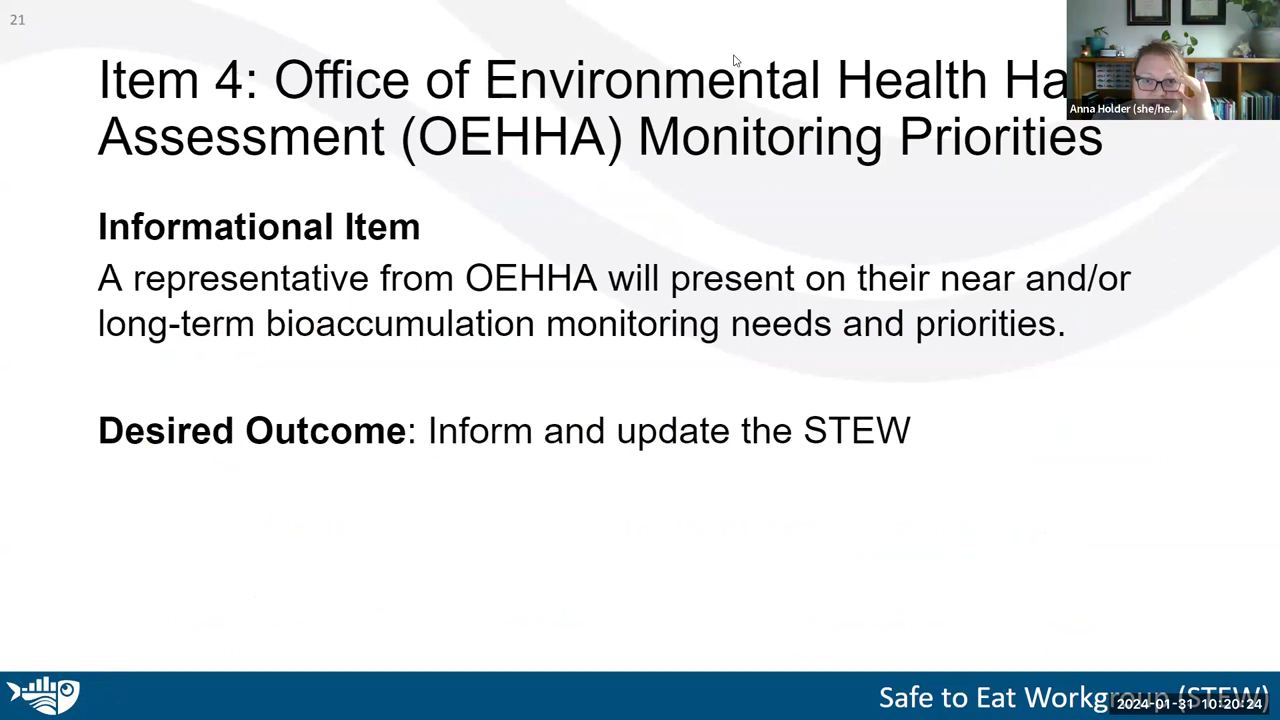 21
Item 4: Office of Environmental Health Ha
Assessment (OEHHA) Monitoring Priorities
Anna Holder (she/he...
Informational Item
A representative from OEHHA will present on their near and/or
long-term bioaccumulation monitoring needs and priorities.
Desired Outcome: Inform and update the STEW
Safe to Eat Workgroup (STEW)
2024-01-31 10:20:24